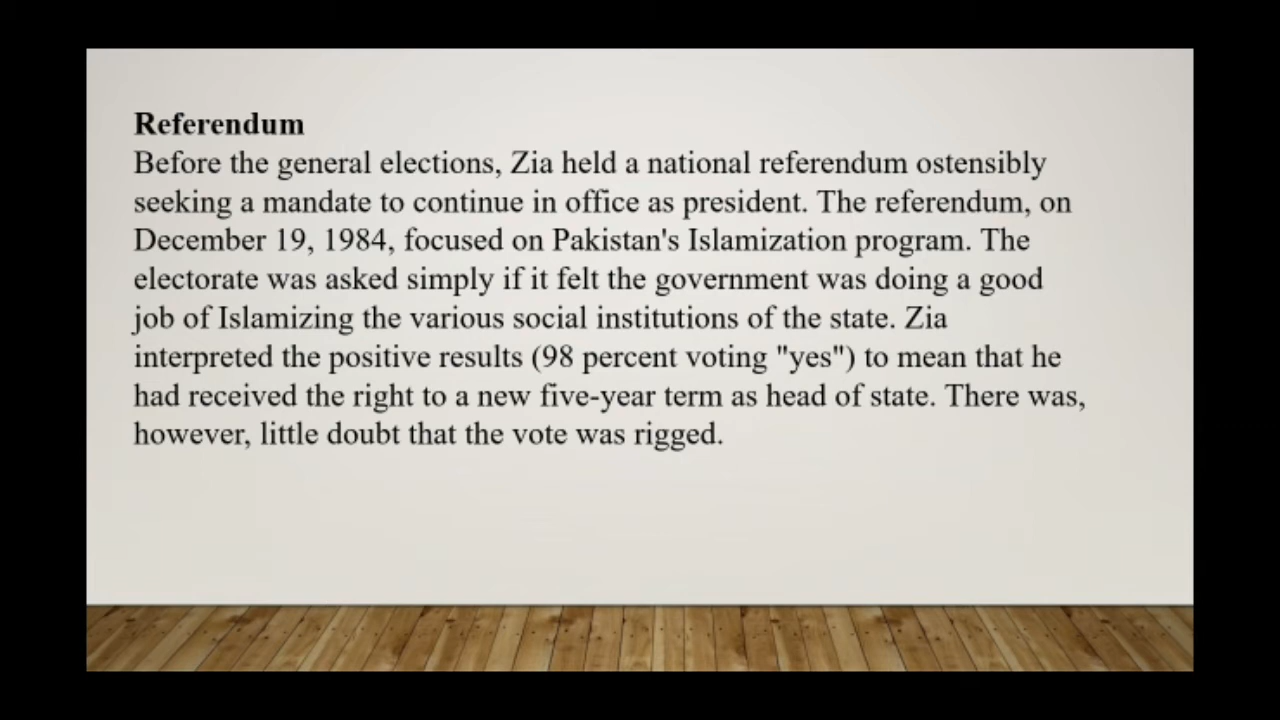 Referendum
Before the general elections, Zia held a national referendum ostensibly
seeking a mandate to continue in office as president. The referendum, on
December 19, 1984, focused on Pakistan's Islamization program. The
electorate was asked simply if it felt the government was doing a good
job of Islamizing the various social institutions of the state. Zia
interpreted the positive results (98 percent voting "yes") to mean that he
had received the right to a new five-year term as head of state. There was,
however, little doubt that the vote was rigged.